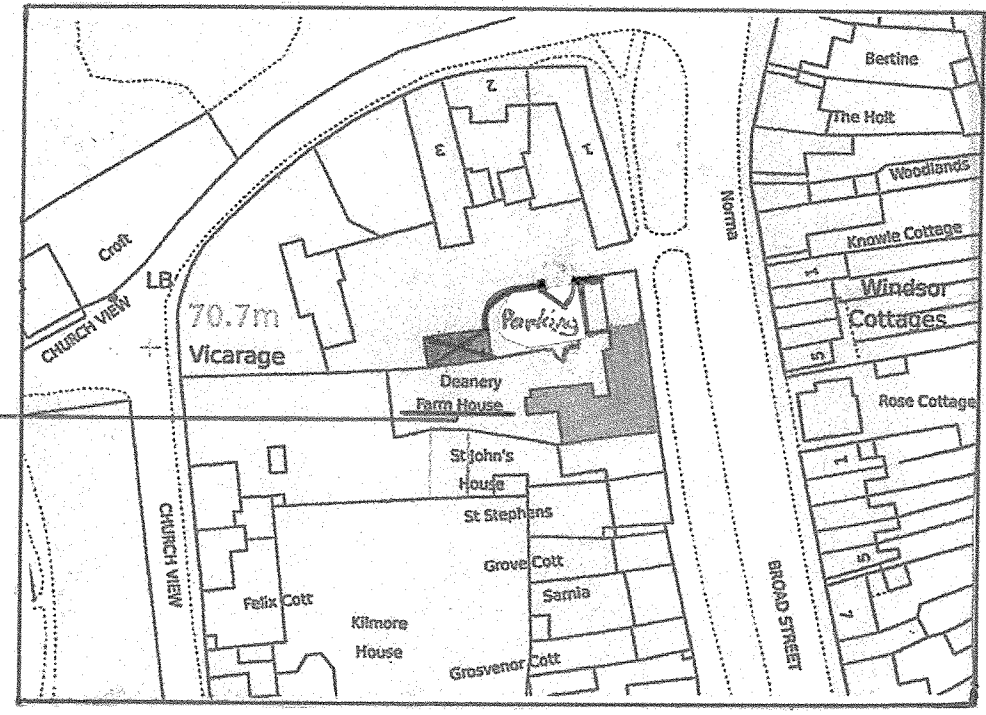 Bertine
The Holt
Woodlands
Knowle Cottage
1
Windsor
Cottages
5
Rose Cottage
1
5
7
Norma
BROAD STREET
2
3
1
Croft
LB
CHURCH VIEW
70.7m
Vicarage
Parking
Deanery
Farm House
St John's
House
St Stephens
Grove Cott
Samia
Grosvenor Cott
Felix Cott
Kilmore
House
CHURCH VIEW